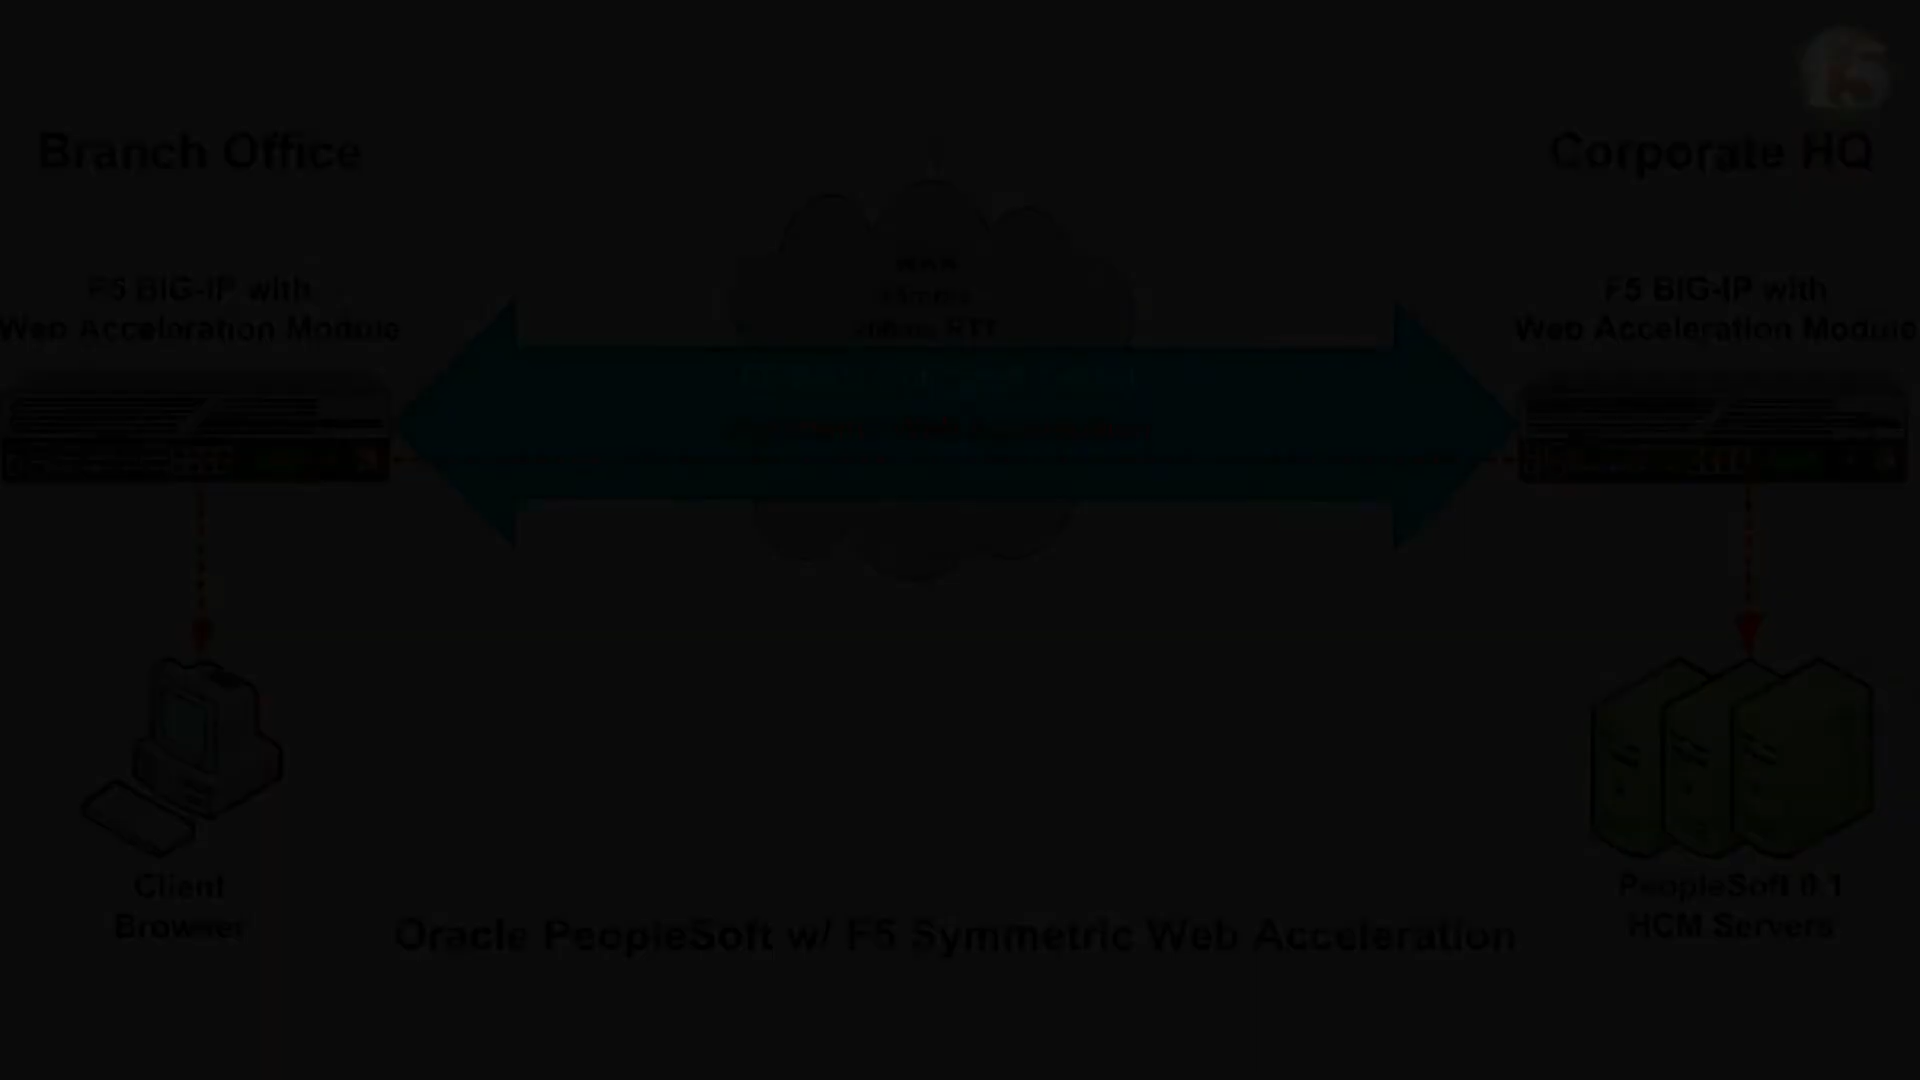 Branch Office
Corporate HQ
F5 BIG-IP with
Web Acceleration Module
F5 BIG-IP with
Web Acceleration Module
RTT
Client
Browser
PeopleSoft 9.1
HCM Servers
Oracle PeopleSoft w/ F5 Symmetric Web Acceleration